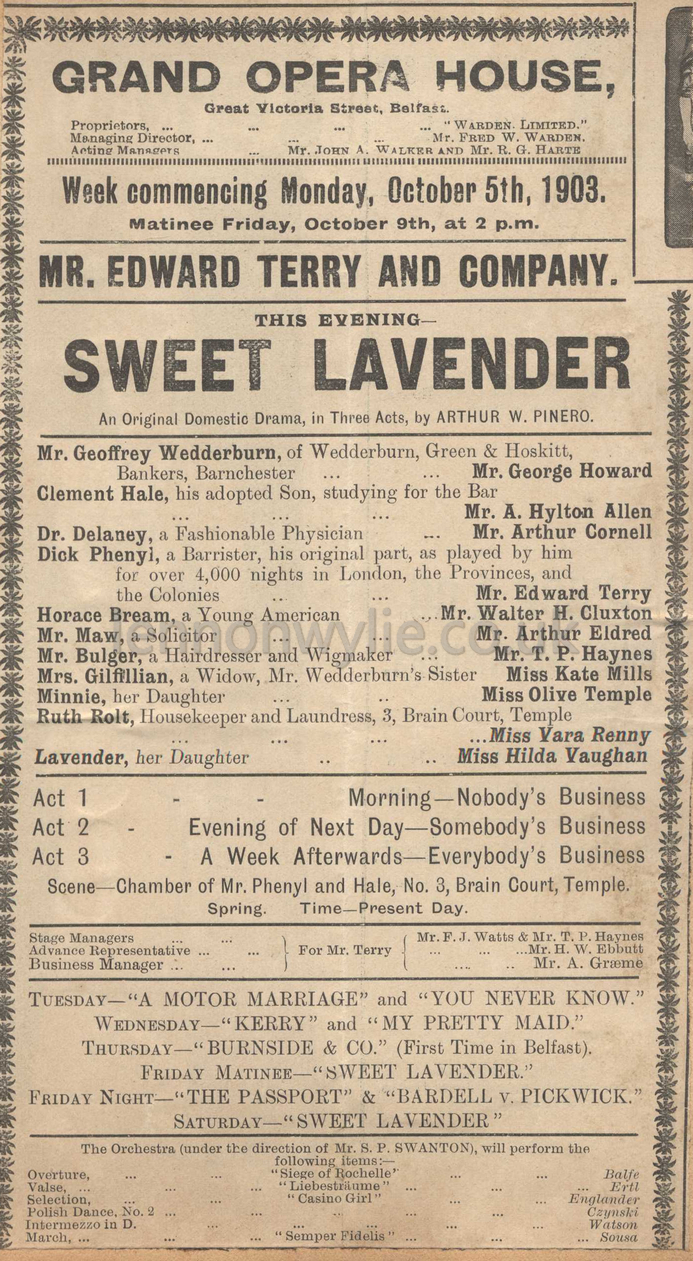 GRAND OPERA HOUSE,
Great Victoria Street, Belfast.
Proprietors, ... ... ... ... "WARDEN. LIMITED."
Managing Director, ... ... ... Mr. FRED W. WARDEN.
Acting Managers ... Mr. JOHN A. WALKER AND Mr. R. G. HARTE
Week commencing Monday, October 5th, 1903.
Matinee Friday, October 9th, at 2 p.m.
MR. EDWARD TERRY AND COMPANY.
THIS EVENING—
SWEET LAVENDER
An Original Domestic Drama, in Three Acts, by ARTHUR W. PINERO.
Mr. Geoffrey Wedderburn, of Wedderburn, Green & Hoskitt,
Bankers, Barnchester ... ... Mr. George Howard
Clement Hale, his adopted Son, studying for the Bar
... ... ... Mr. A. Hylton Allen
Dr. Delaney, a Fashionable Physician ... Mr. Arthur Cornell
Dick Phenyl, a Barrister, his original part, as played by him
for over 4,000 nights in London, the Provinces, and
the Colonies .. ... Mr. Edward Terry
Horace Bream, a Young American ...Mr. Walter H. Cluxton
Mr. Maw, a Solicitor ... ... Mr. Arthur Eldred
Mr. Bulger, a Hairdresser and Wigmaker ... Mr. T. P. Haynes
Mrs. Gilfillian, a Widow, Mr. Wedderburn's Sister Miss Kate Mills
Minnie, her Daughter ... .. Miss Olive Temple
Ruth Rolt, Housekeeper and Laundress, 3, Brain Court, Temple
... ... ... ...Miss Vara Renny
Lavender, her Daughter .. .. Miss Hilda Vaughan
Act 1 - - Morning—Nobody's Business
Act 2 - Evening of Next Day—Somebody's Business
Act 3 - A Week Afterwards—Everybody's Business
Scene—Chamber of Mr. Phenyl and Hale, No. 3, Brain Court, Temple.
Spring. Time—Present Day.
Stage Managers ... ... Mr. F. J. Watts & Mr. T. P. Haynes
Advance Representative ... ... For Mr. Terry ... ... ...Mr. H. W. Ebbutt
Business Manager ... ... .... .. Mr. A. Græme
TUESDAY—"A MOTOR MARRIAGE" and "YOU NEVER KNOW."
WEDNESDAY—"KERRY" and "MY PRETTY MAID."
THURSDAY—"BURNSIDE & CO." (First Time in Belfast).
FRIDAY MATINEE—"SWEET LAVENDER."
FRIDAY NIGHT—"THE PASSPORT" & "BARDELL v. PICKWICK."
SATURDAY—"SWEET LAVENDER"
The Orchestra (under the direction of Mr. S. P. SWANTON), will perform the
following items:—
Overture, ... ... "Siege of Rochelle" ... ... Balfe
Valse, ... ... "Liebesträume" ... ... ... Ertl
Selection, ... ... "Casino Girl" ... ... Englander
Polish Dance, No. 2 ... ... ... ... ... Czynski
Intermezzo in D. ... ... ... ... ... Watson
March, ... ... ... "Semper Fidelis" ... ... ... Sousa